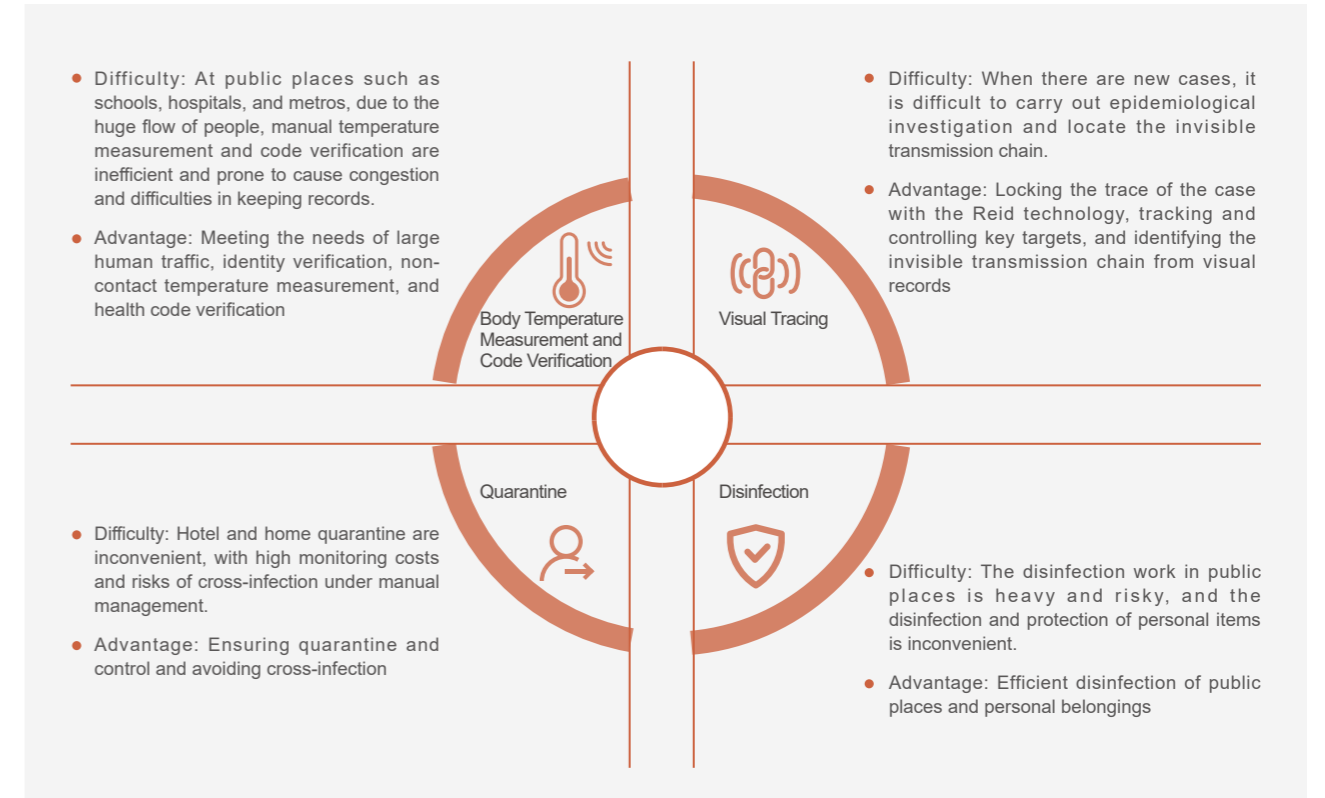 Difficulty: At public places such as
schools, hospitals, and metros, due to the
huge flow of people, manual temperature
measurement and code verification are
inefficient and prone to cause congestion
and difficulties in keeping records.
Advantage: Meeting the needs of large
human traffic, identity verification, non-
contact temperature measurement, and
health code verification
Body Temperature
Measurement and
Code Verification
Difficulty: When there are new cases, it
is difficult to carry out epidemiological
investigation and locate the invisible
transmission chain.
Advantage: Locking the trace of the case
with the Reid technology, tracking and
controlling key targets, and identifying the
invisible transmission chain from visual
records
Visual Tracing
Quarantine
Difficulty: Hotel and home quarantine are
inconvenient, with high monitoring costs
and risks of cross-infection under manual
management.
Advantage: Ensuring quarantine and
control and avoiding cross-infection
Disinfection
Difficulty: The disinfection work in public
places is heavy and risky, and the
disinfection and protection of personal items
is inconvenient.
Advantage: Efficient disinfection of public
places and personal belongings